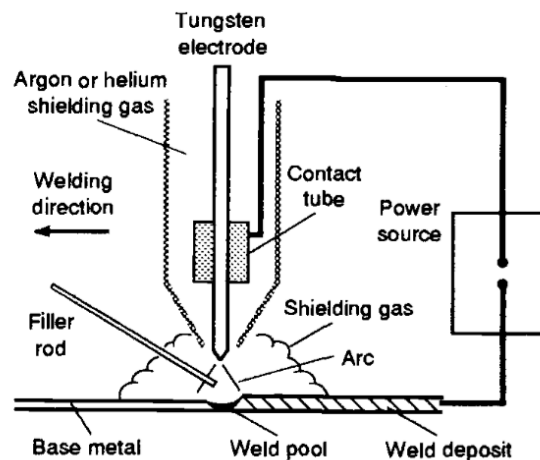 Tungsten
electrode
Argon or helium
shielding gas
Welding
direction
Contact
tube
Power
source
Filler
rod
Shielding gas
Arc
Base metal
Weld pool
Weld deposit